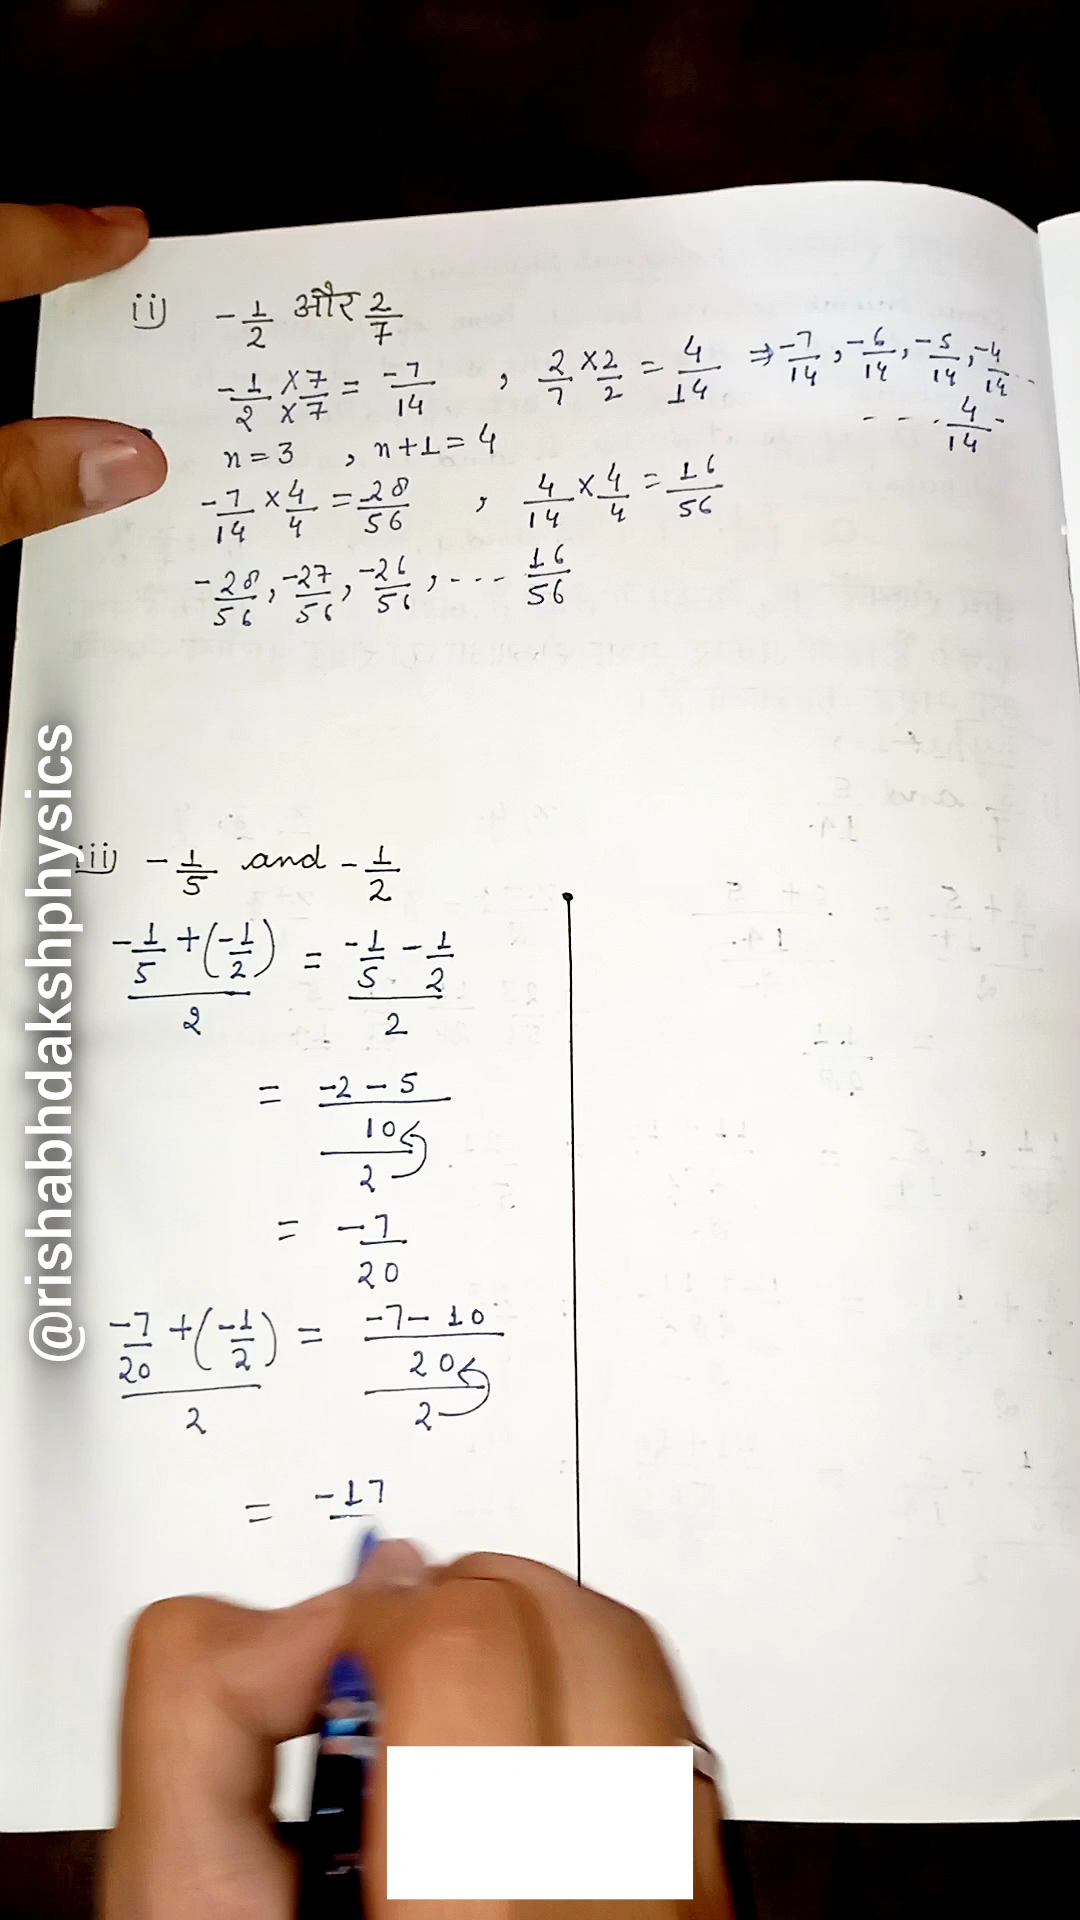 ii) -1/2 और 2/7
-1/2 × 7/7 = -7/14 , 2/7 × 2/2 = 4/14 ⇒ -7/14, -6/14, -5/14, -4/14 ..
- - . 4/14 -
n = 3 , n+1 = 4
-7/14 × 4/4 = 28/56 , 4/14 × 4/4 = 16/56
-28/56, -27/56, -26/56, - - - - 16/56
iii) -1/5 and -1/2
(-1/5 + (-1/2))/2 = (-1/5 - 1/2)/2
= ((-2 - 5)/10)/2
= -7/20
(-7/20 + (-1/2))/2 = ((-7 - 10)/20)/2
= -17
@rishabhdakshphysics